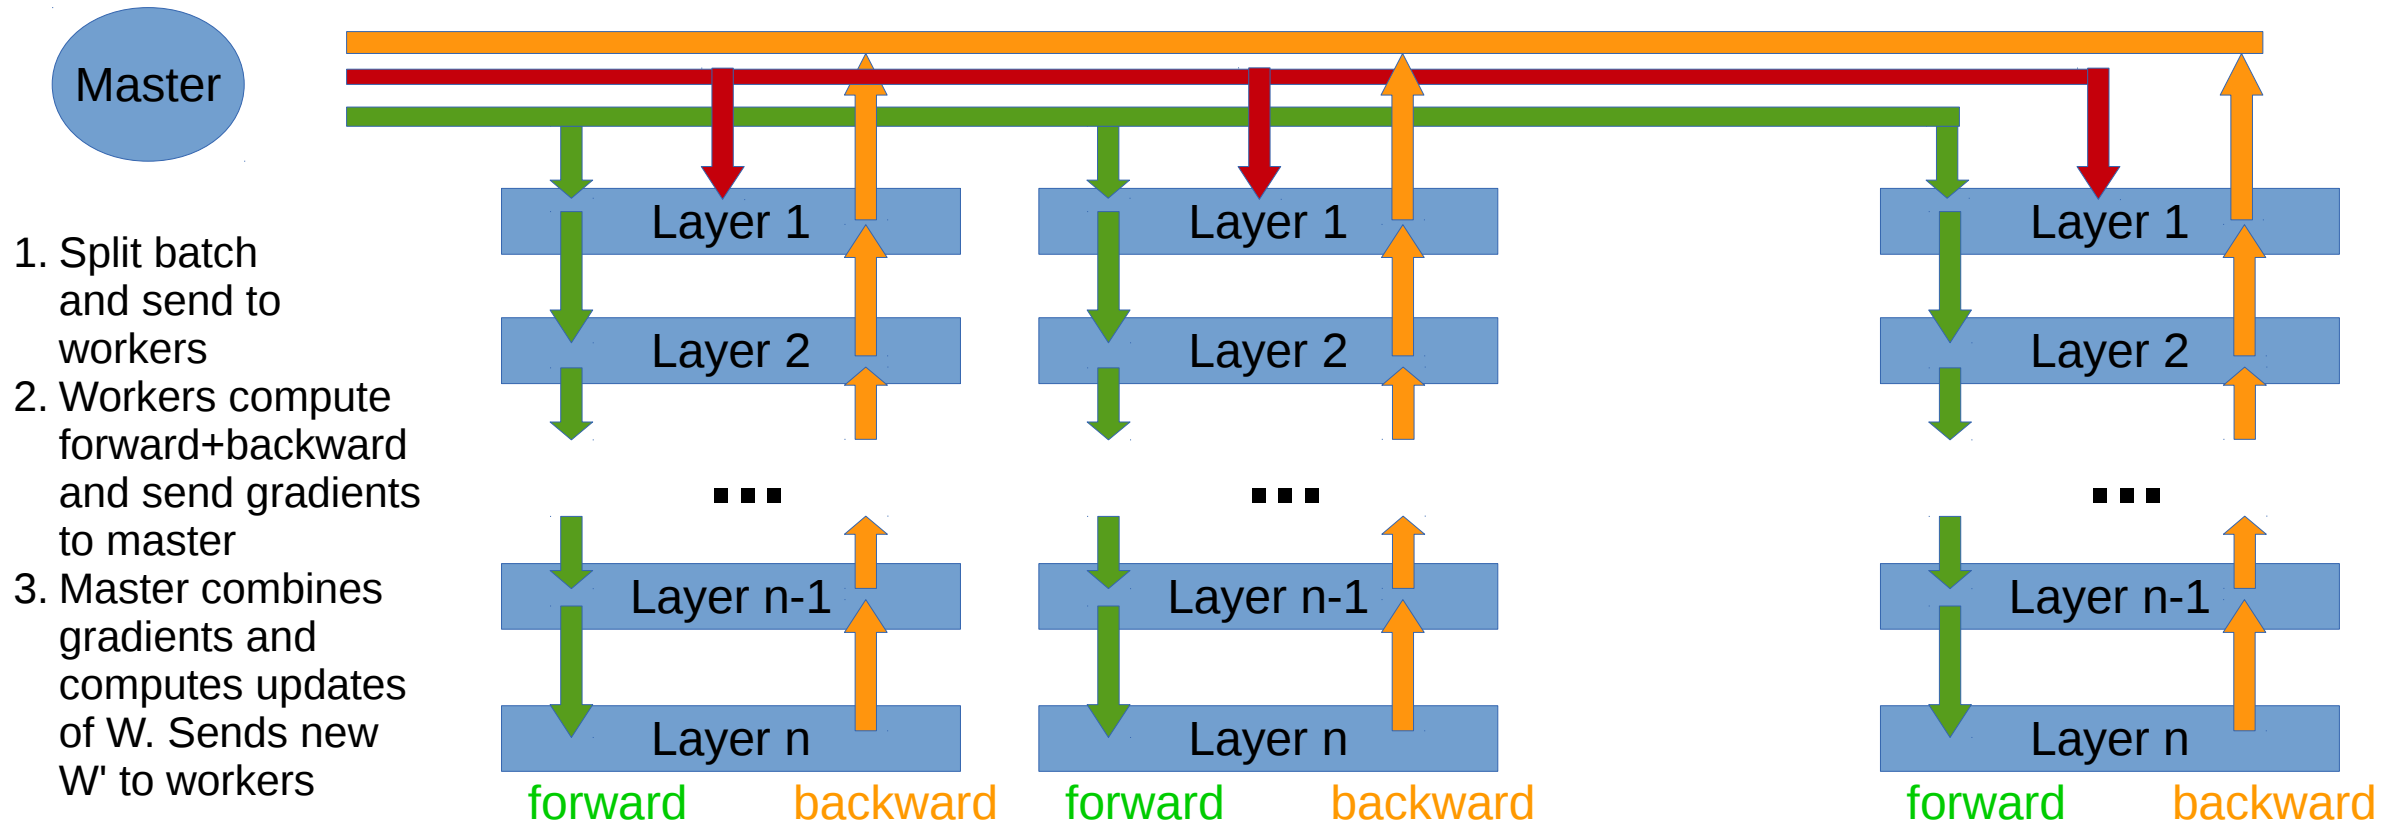 Master
1. Split batch
and send to
workers
2. Workers compute
forward+backward
and send gradients
to master
3. Master combines
gradients and
computes updates
of W. Sends new
W' to workers
Layer 1
Layer 2
...
Layer n-1
Layer n
forward backward
Layer 1
Layer 2
...
Layer n-1
Layer n
forward backward
Layer 1
Layer 2
...
Layer n-1
Layer n
forward backward